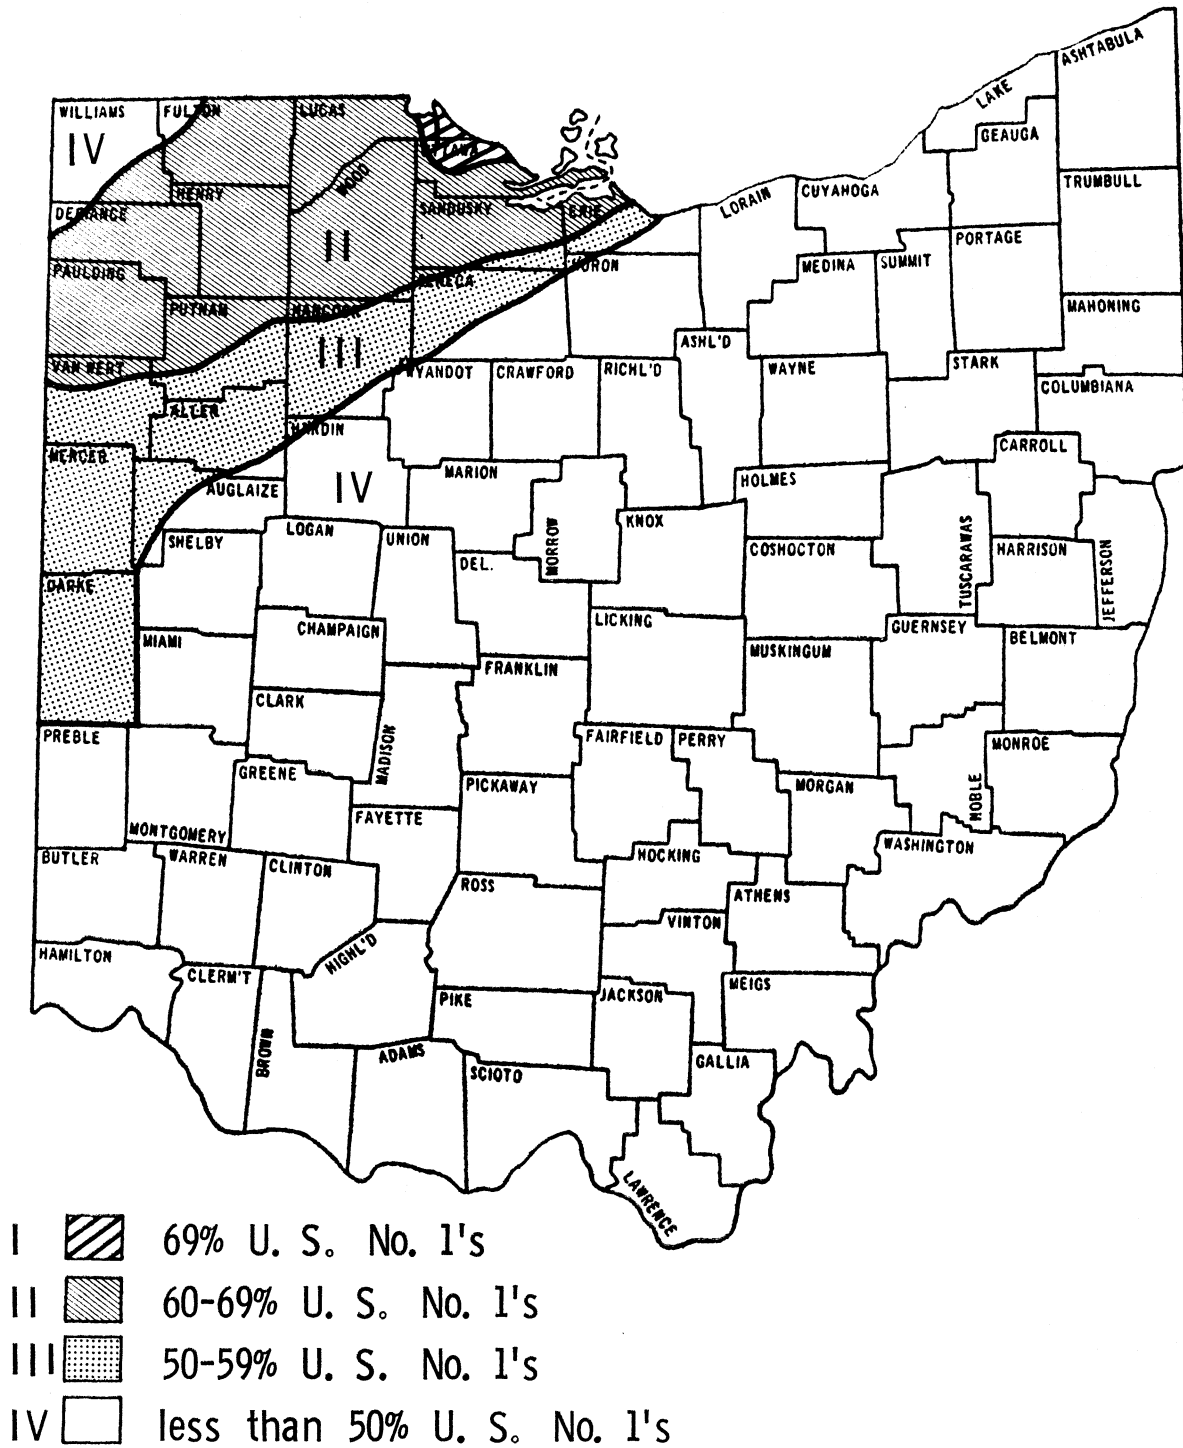 ASHTABULA
LAKE
GEAUGA
WILLIAMS FULTON LUCAS
IV
OTTAWA
WOOD
HENRY
TRUMBULL
CUYAHOGA
LORAIN
DEFIANCE SANDUSKY ERIE
II
PORTAGE
PAULDING
SENECA HURON MEDINA SUMMIT
PUTNAM HANCOCK
MAHONING
III
ASHL'D
VAN WERT
WYANDOT CRAWFORD RICHL'D WAYNE STARK
COLUMBIANA
ALLEN
HARDIN
CARROLL
MERCER
MARION
AUGLAIZE IV HOLMES
LOGAN KNOX
SHELBY UNION MORROW COSHOCTON TUSCARAWAS HARRISON JEFFERSON
DEL.
DARKE
LICKING
CHAMPAIGN GUERNSEY
MIAMI BELMONT
MUSKINGUM
FRANKLIN
CLARK
PREBLE MADISON FAIRFIELD PERRY MONROE
GREENE
PICKAWAY MORGAN NOBLE
FAYETTE
MONTGOMERY
WASHINGTON
BUTLER WARREN CLINTON HOCKING
ROSS ATHENS
VINTON
HAMILTON HIGHL'D
CLERM'T MEIGS
PIKE JACKSON
BROWN ADAMS
SCIOTO GALLIA
LAWRENCE
I 69% U. S. No. 1's
II 60-69% U. S. No. 1's
III 50-59% U. S. No. 1's
IV less than 50% U. S. No. 1's